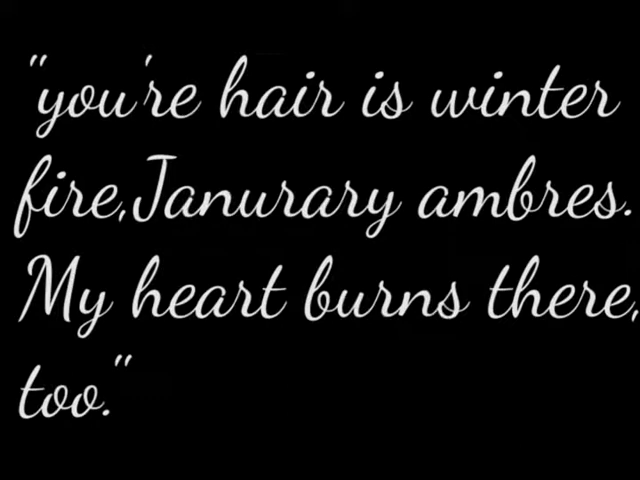 "you're hair is winter
fire,Janurary ambres.
My heart burns there,
too."